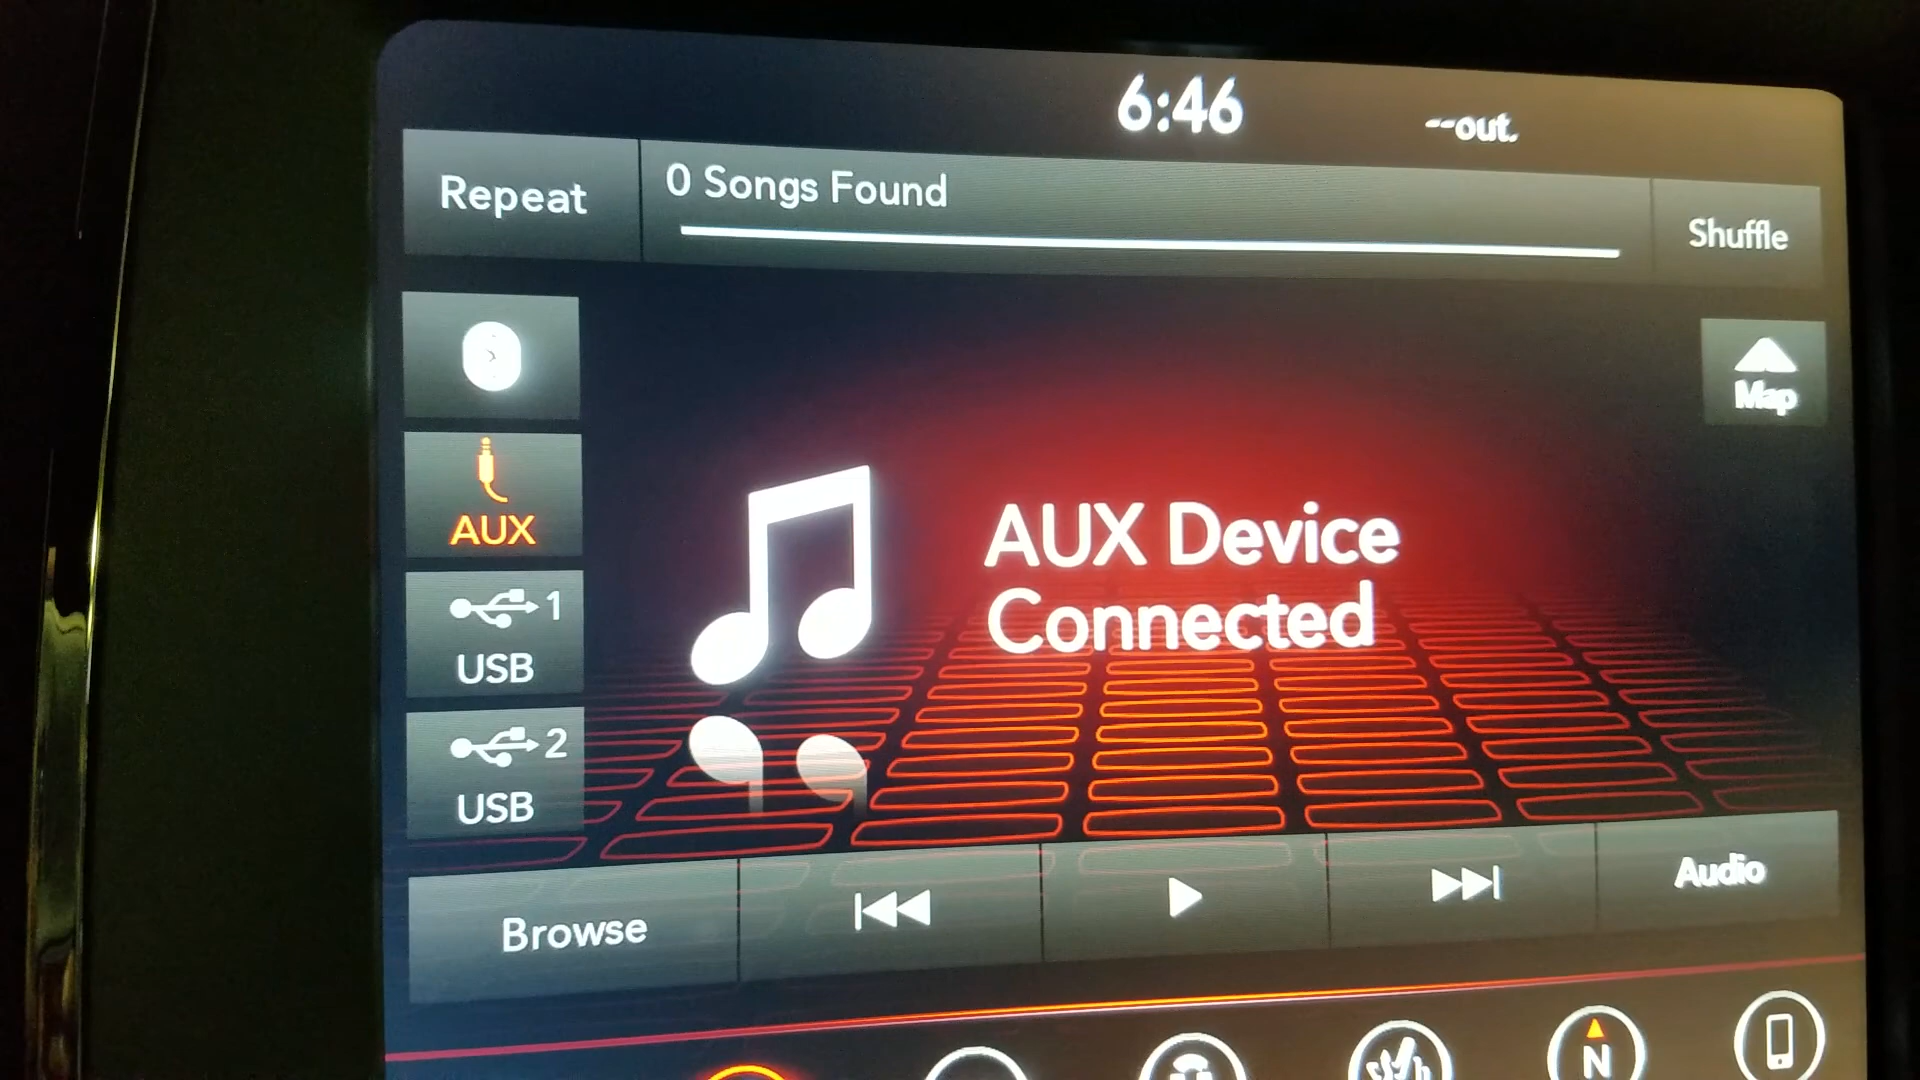 6:46
--out.
Repeat
0 Songs Found
Shuffle
Map
AUX
AUX Device
Connected
1
USB
2
USB
Browse
Audio
N